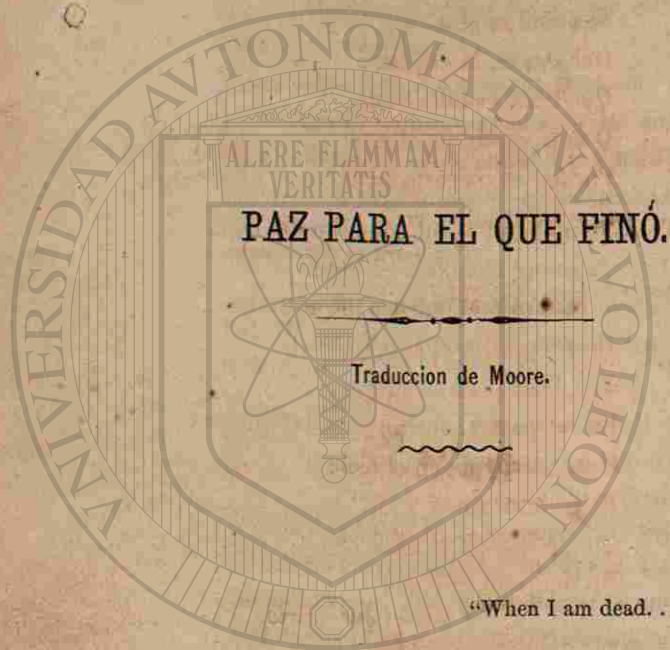 UNIVERSIDAD AUTONOMA DE NUEVO LEON
ALERE FLAMMAM
VERITATIS
PAZ PARA EL QUE FINÓ.
Traduccion de Moore.
“When I am dead. .